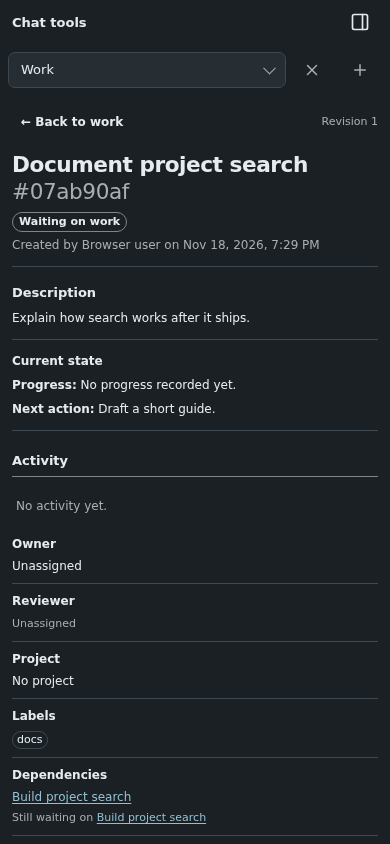 Chat tools
Work
← Back to work
Revision 1
Document project search
#07ab90af
Waiting on work
Created by Browser user on Nov 18, 2026, 7:29 PM
Description
Explain how search works after it ships.
Current state
Progress: No progress recorded yet.
Next action: Draft a short guide.
Activity
No activity yet.
Owner
Unassigned
Reviewer
Unassigned
Project
No project
Labels
docs
Dependencies
Build project search
Still waiting on Build project search